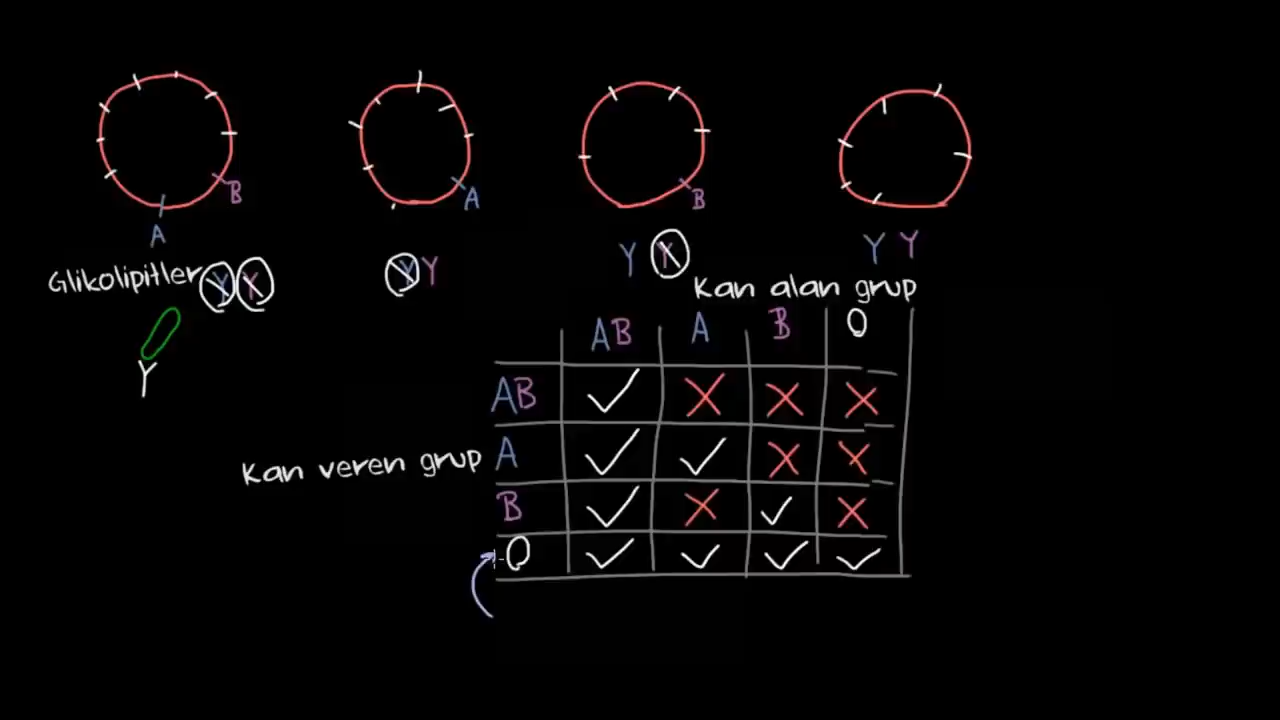 B
A
A
B
Glikolipitler Y Y
Y Y
Y Y
Y Y
Y
Kan alan grup
AB A B O
AB
Kan veren grup A
B
O